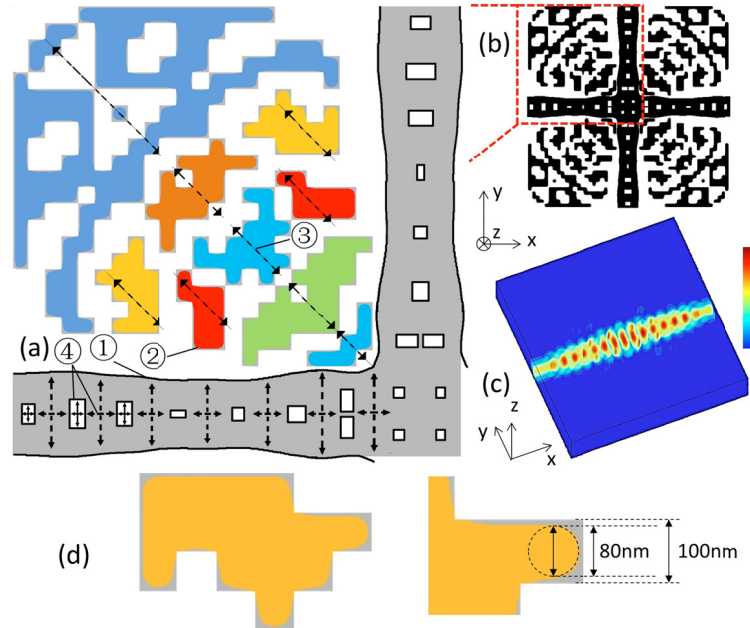 (b)
y
z
x
③
(a)
①
②
④
(c)
z
y
x
(d)
80nm
100nm